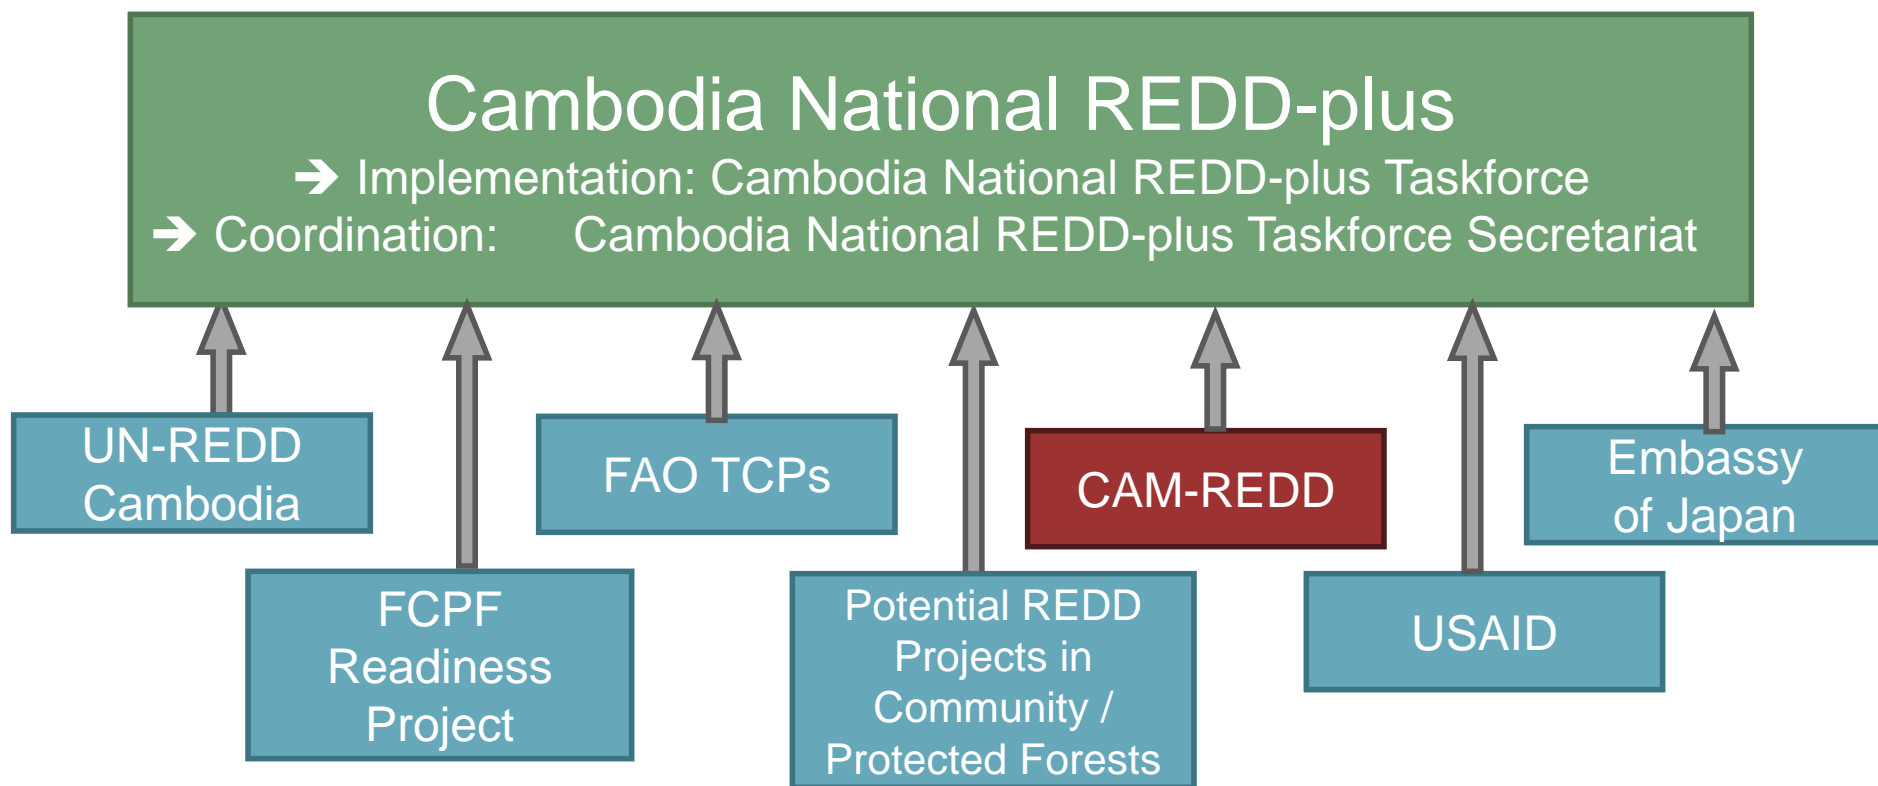 Cambodia National REDD-plus
➔ Implementation: Cambodia National REDD-plus Taskforce
➔ Coordination: Cambodia National REDD-plus Taskforce Secretariat
UN-REDD
Cambodia
FCPF
Readiness
Project
FAO TCPs
Potential REDD
Projects in
Community /
Protected Forests
CAM-REDD
USAID
Embassy
of Japan